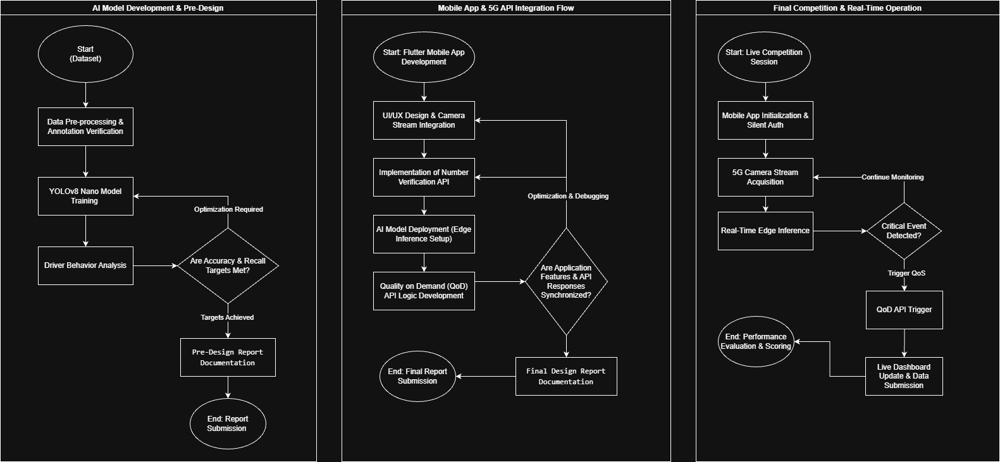 AI Model Development & Pre-Design
Start
(Dataset)
Data Pre-processing &
Annotation Verification
YOLOv8 Nano Model
Training
Optimization Required
Driver Behavior Analysis
Are Accuracy & Recall
Targets Met?
Targets Achieved
Pre-Design Report
Documentation
End: Report
Submission
Mobile App & 5G API Integration Flow
Start: Flutter Mobile App
Development
UI/UX Design & Camera
Stream Integration
Implementation of Number
Verification API
Optimization & Debugging
AI Model Deployment (Edge
Inference Setup)
Quality on Demand (QoD)
API Logic Development
Are Application
Features & API
Responses
Synchronized?
Final Design Report
Documentation
End: Final Report
Submission
Final Competition & Real-Time Operation
Start: Live Competition
Session
Mobile App Initialization &
Silent Auth
5G Camera Stream
Acquisition
Continue Monitoring
Real-Time Edge Inference
Critical Event
Detected?
Trigger QoS
QoD API Trigger
Live Dashboard
Update & Data
Submission
End: Performance
Evaluation & Scoring